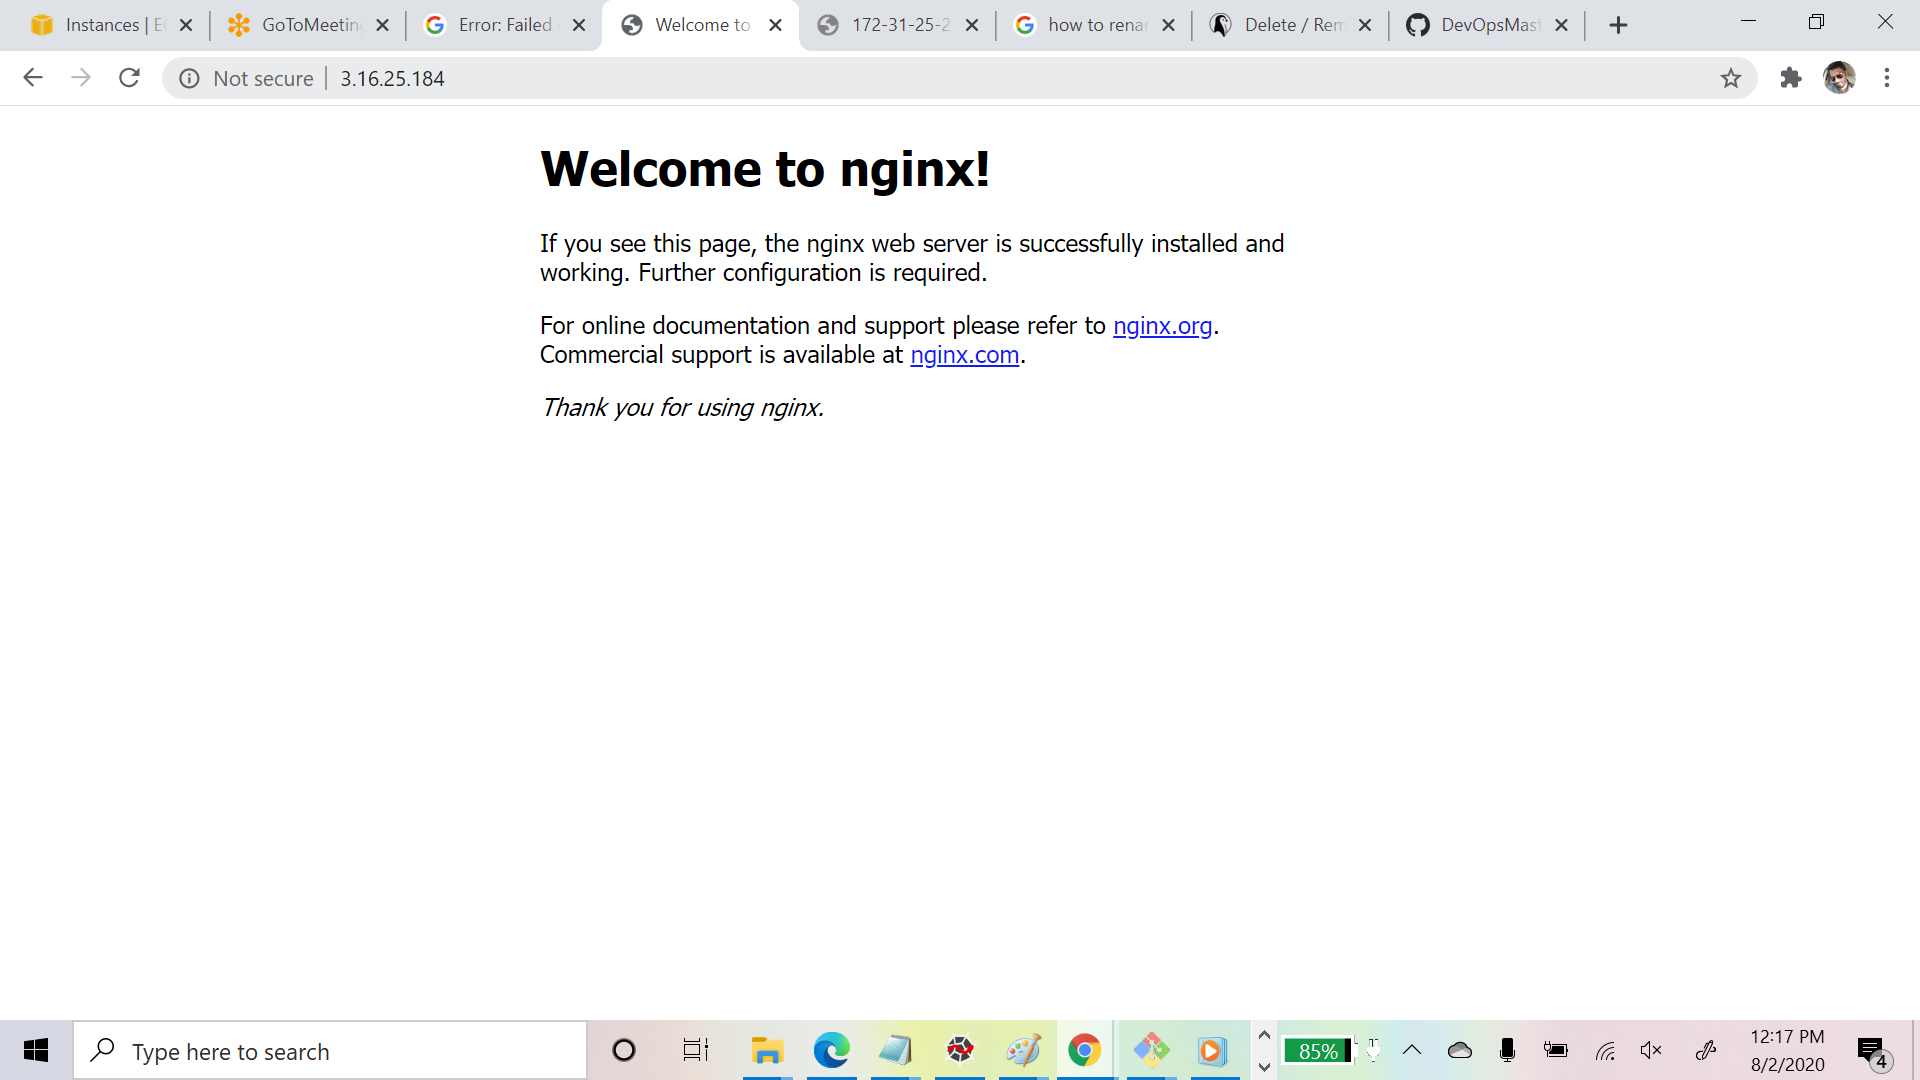 Instances | E
GoToMeeting
Error: Failed
Welcome to
172-31-25-2
how to rena
Delete / Rem
DevOpsMast
Not secure
3.16.25.184
Welcome to nginx!
If you see this page, the nginx web server is successfully installed and
working. Further configuration is required.
For online documentation and support please refer to nginx.org.
Commercial support is available at nginx.com.
Thank you for using nginx.
Type here to search
85%
12:17 PM
8/2/2020
4